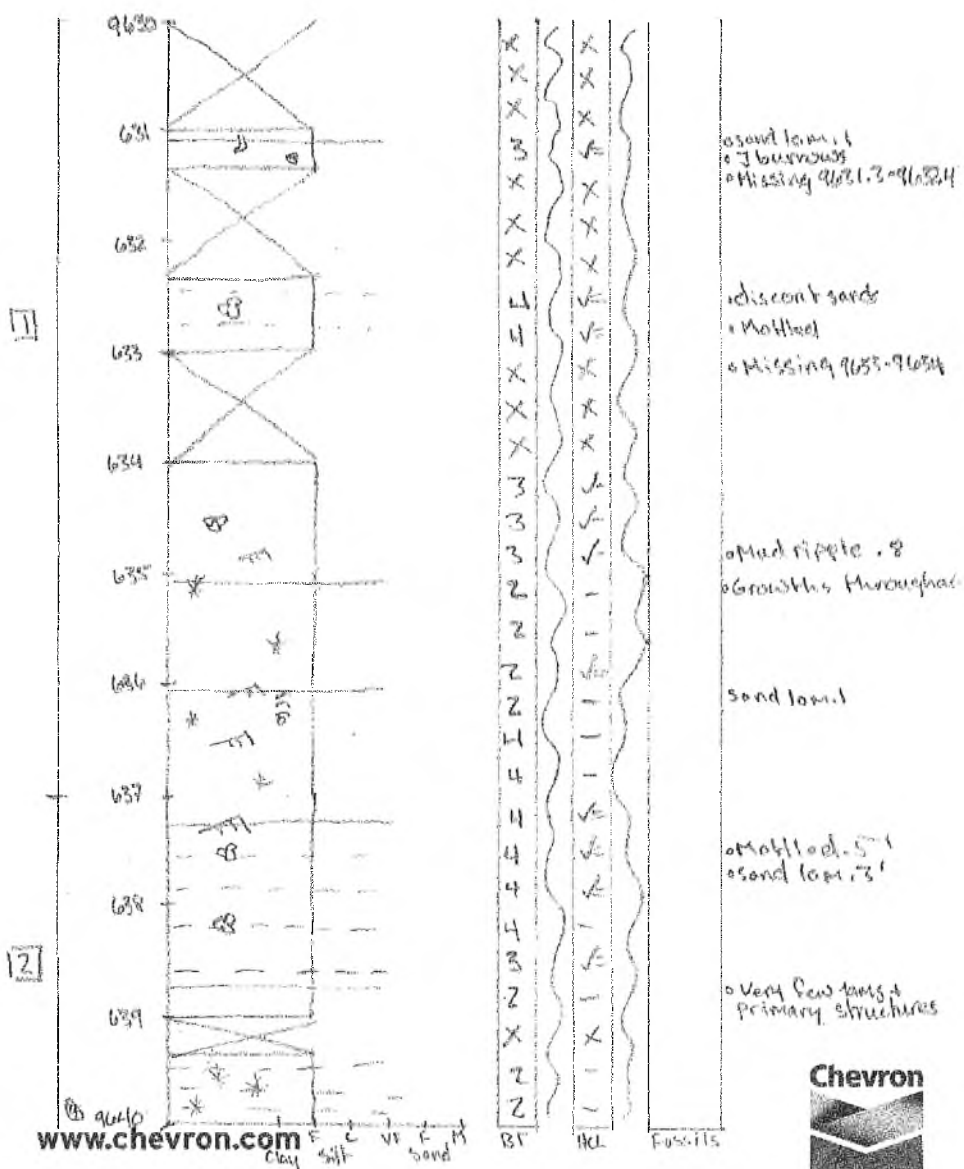 9630
X X
X X
X X
631
sand lam .1
3 √=
J burrows
Missing 9631.3-9632.4
X X
X X
632
X X
4 √=
discont sands
1
4 √=
Mottled
633
Missing 9633-9634
X X
X X
X X
634
3 √-
3 √-
3 √-
Mud ripple .8
635
2 -
Growths throughout
2 -
2 √=
636
2 -
sand lam .1
4 -
4 -
637
4 √=
4 √=
Mottled .5'
sand lam .3'
4 √=
638
4 -
2
3 √=
2 -
Very few lams +
primary structures
639
X X
2 -
Chevron
2 -
9640
www.chevron.com
Clay F C VF F M
Silt Sand
BI HCl Fossils